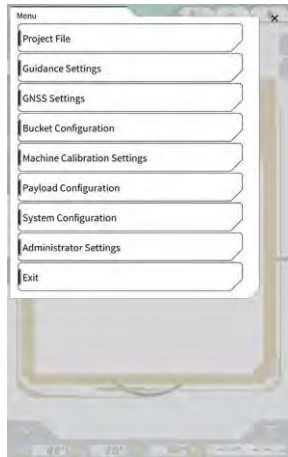 Menu
Project File
Guidance Settings
GNSS Settings
Bucket Configuration
Machine Calibration Settings
Payload Configuration
System Configuration
Administrator Settings
Exit